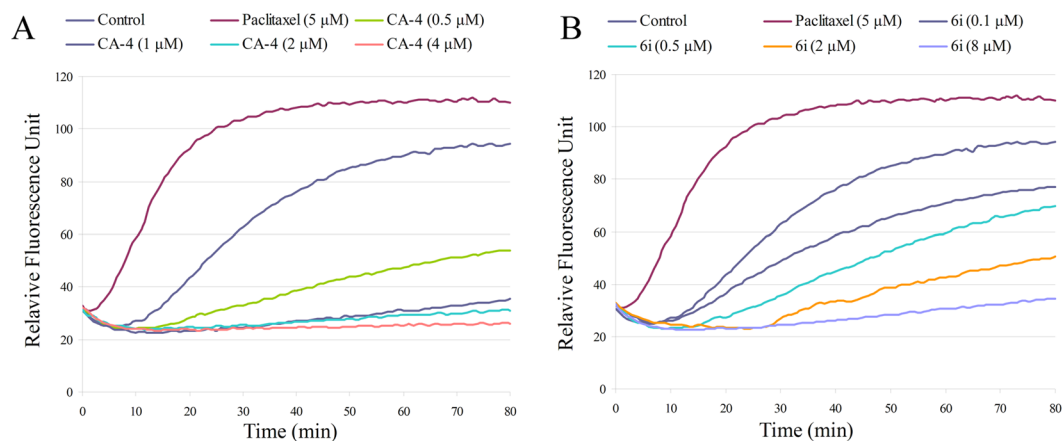 A
Control Paclitaxel (5 µM) CA-4 (0.5 µM)
CA-4 (1 µM) CA-4 (2 µM) CA-4 (4 µM)
120
100
80
60
40
20
0
Relavive Fluorescence Unit
0 10 20 30 40 50 60 70 80
Time (min)
B
Control Paclitaxel (5 µM) 6i (0.1 µM)
6i (0.5 µM) 6i (2 µM) 6i (8 µM)
120
100
80
60
40
20
0
Relavive Fluorescence Unit
0 10 20 30 40 50 60 70 80
Time (min)